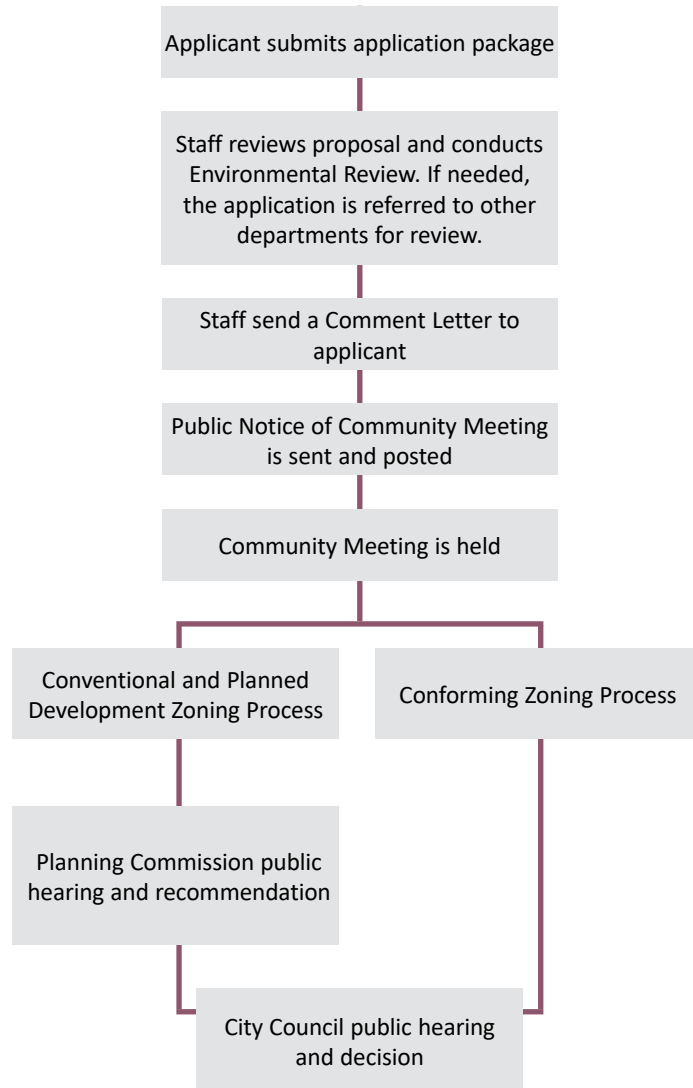 Applicant submits application package
Staff reviews proposal and conducts
Environmental Review. If needed,
the application is referred to other
departments for review.
Staff send a Comment Letter to
applicant
Public Notice of Community Meeting
is sent and posted
Community Meeting is held
Conventional and Planned
Development Zoning Process
Conforming Zoning Process
Planning Commission public
hearing and recommendation
City Council public hearing
and decision